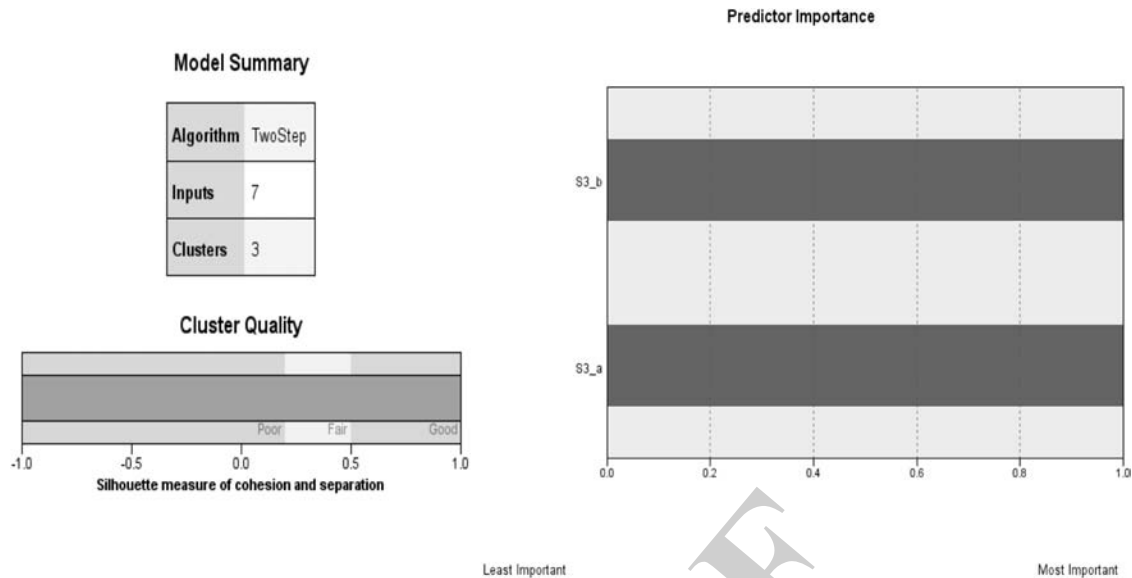 Model Summary
Algorithm TwoStep
Inputs 7
Clusters 3
Cluster Quality
Poor Fair Good
-1.0 -0.5 0.0 0.5 1.0
Silhouette measure of cohesion and separation
Predictor Importance
S3_b
S3_a
0.0 0.2 0.4 0.6 0.8 1.0
Least Important Most Important